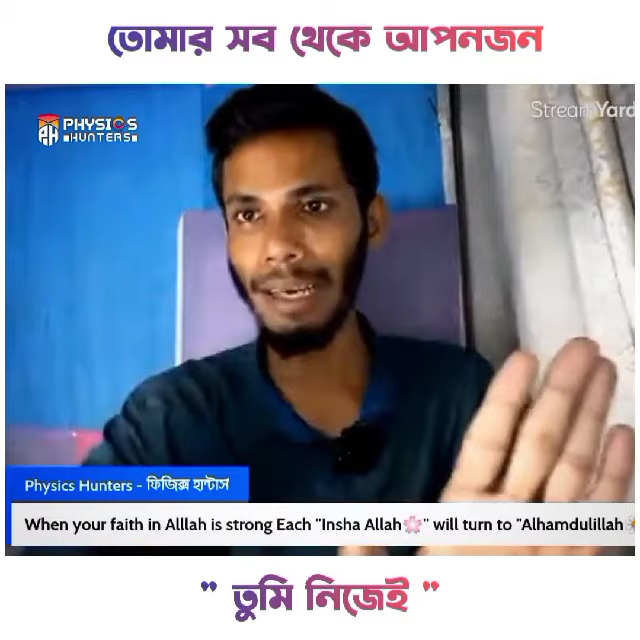 তোমার সব থেকে আপনজন
StreamYard
PHYSICS
HUNTERS
Physics Hunters - ফিজিক্স হান্টার্স
When your faith in Alllah is strong Each "Insha Allah🌸" will turn to "Alhamdulillah
" তুমি নিজেই "